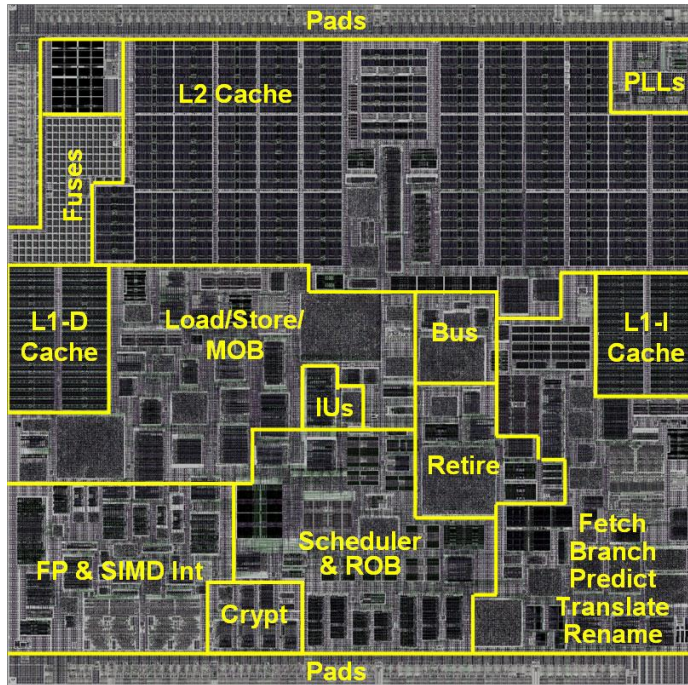 Pads
L2 Cache
PLLs
Fuses
L1-D
Cache
Load/Store/
MOB
Bus
L1-I
Cache
IUs
Retire
FP & SIMD Int
Scheduler
& ROB
Fetch
Branch
Predict
Translate
Rename
Crypt
Pads